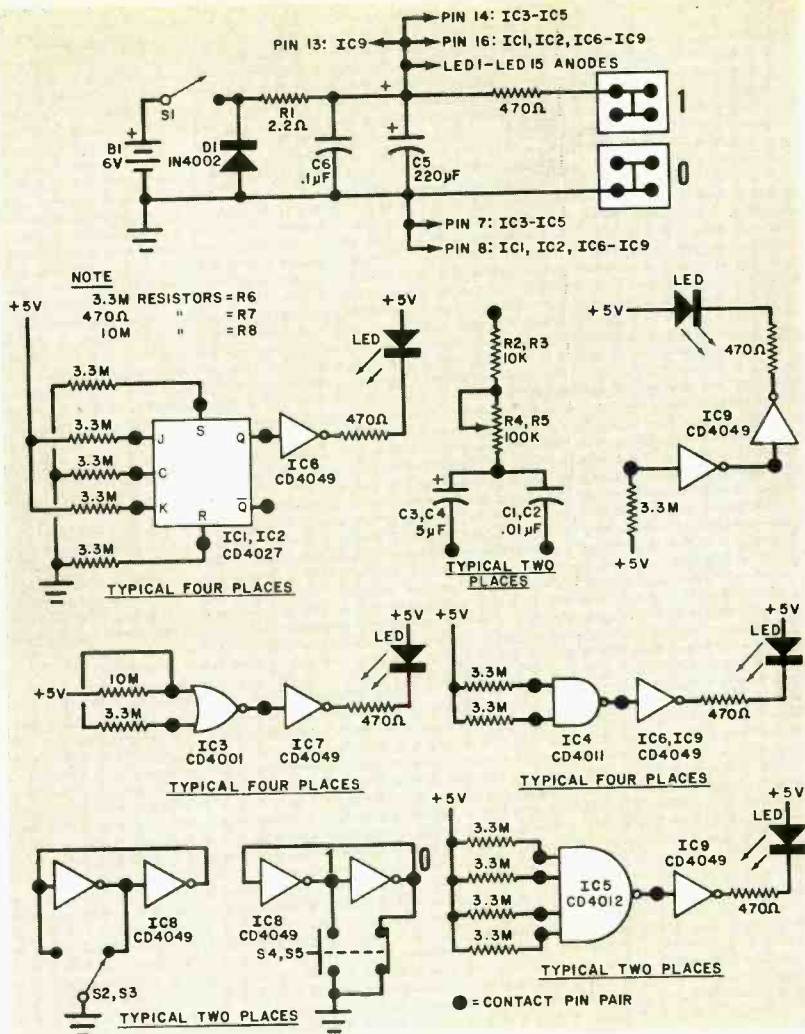 PIN 14: IC3-IC5
PIN 13: IC9
PIN 16: IC1, IC2, IC6-IC9
LED1-LED15 ANODES
S1
+
R1
2.2Ω
+
470Ω
1
B1
6V
+
D1
IN4002
C6
.1µF
+
C5
220µF
0
PIN 7: IC3-IC5
PIN 8: IC1, IC2, IC6-IC9
NOTE
3.3M RESISTORS = R6
470Ω " = R7
10M " = R8
+5V
+5V
LED
3.3M
3.3M
3.3M
3.3M
3.3M
J
S
Q
C
K
R
Q̅
470Ω
IC6
CD4049
IC1, IC2
CD4027
TYPICAL FOUR PLACES
R2, R3
10K
R4, R5
100K
+
C3, C4
5µF
C1, C2
.01µF
TYPICAL TWO
PLACES
LED
+5V
470Ω
IC9
CD4049
3.3M
+5V
+5V
LED
10M
+5V
3.3M
470Ω
IC3
CD4001
IC7
CD4049
TYPICAL FOUR PLACES
+5V
+5V
LED
3.3M
3.3M
470Ω
IC4
CD4011
IC6, IC9
CD4049
TYPICAL FOUR PLACES
IC8
CD4049
S2, S3
TYPICAL TWO PLACES
1
0
IC8
CD4049
S4, S5
+5V
+5V
LED
3.3M
3.3M
3.3M
3.3M
IC5
CD4012
IC9
CD4049
470Ω
TYPICAL TWO PLACES
= CONTACT PIN PAIR